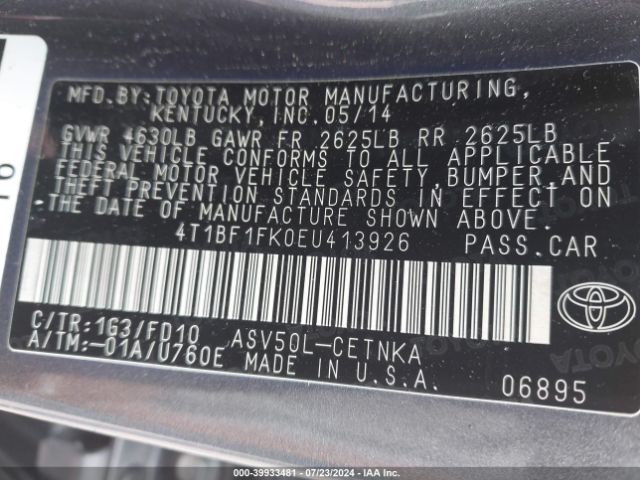 MFD.BY:TOYOTA MOTOR MANUFACTURING,
KENTUCKY,INC.05/14
GVWR 4630LB GAWR FR 2625LB RR 2625LB
THIS VEHICLE CONFORMS TO ALL APPLICABLE
FEDERAL MOTOR VEHICLE SAFETY,BUMPER,AND
THEFT PREVENTION STANDARDS IN EFFECT ON
THE DATE OF MANUFACTURE SHOWN ABOVE.
4T1BF1FK0EU413926 PASS.CAR
C/TR:1G3/FD10 ASV50L-CETNKA
A/TM:-01A/U760E MADE IN U.S.A.
06895
00-39933481 - 07/23/2024 - IAA Inc.